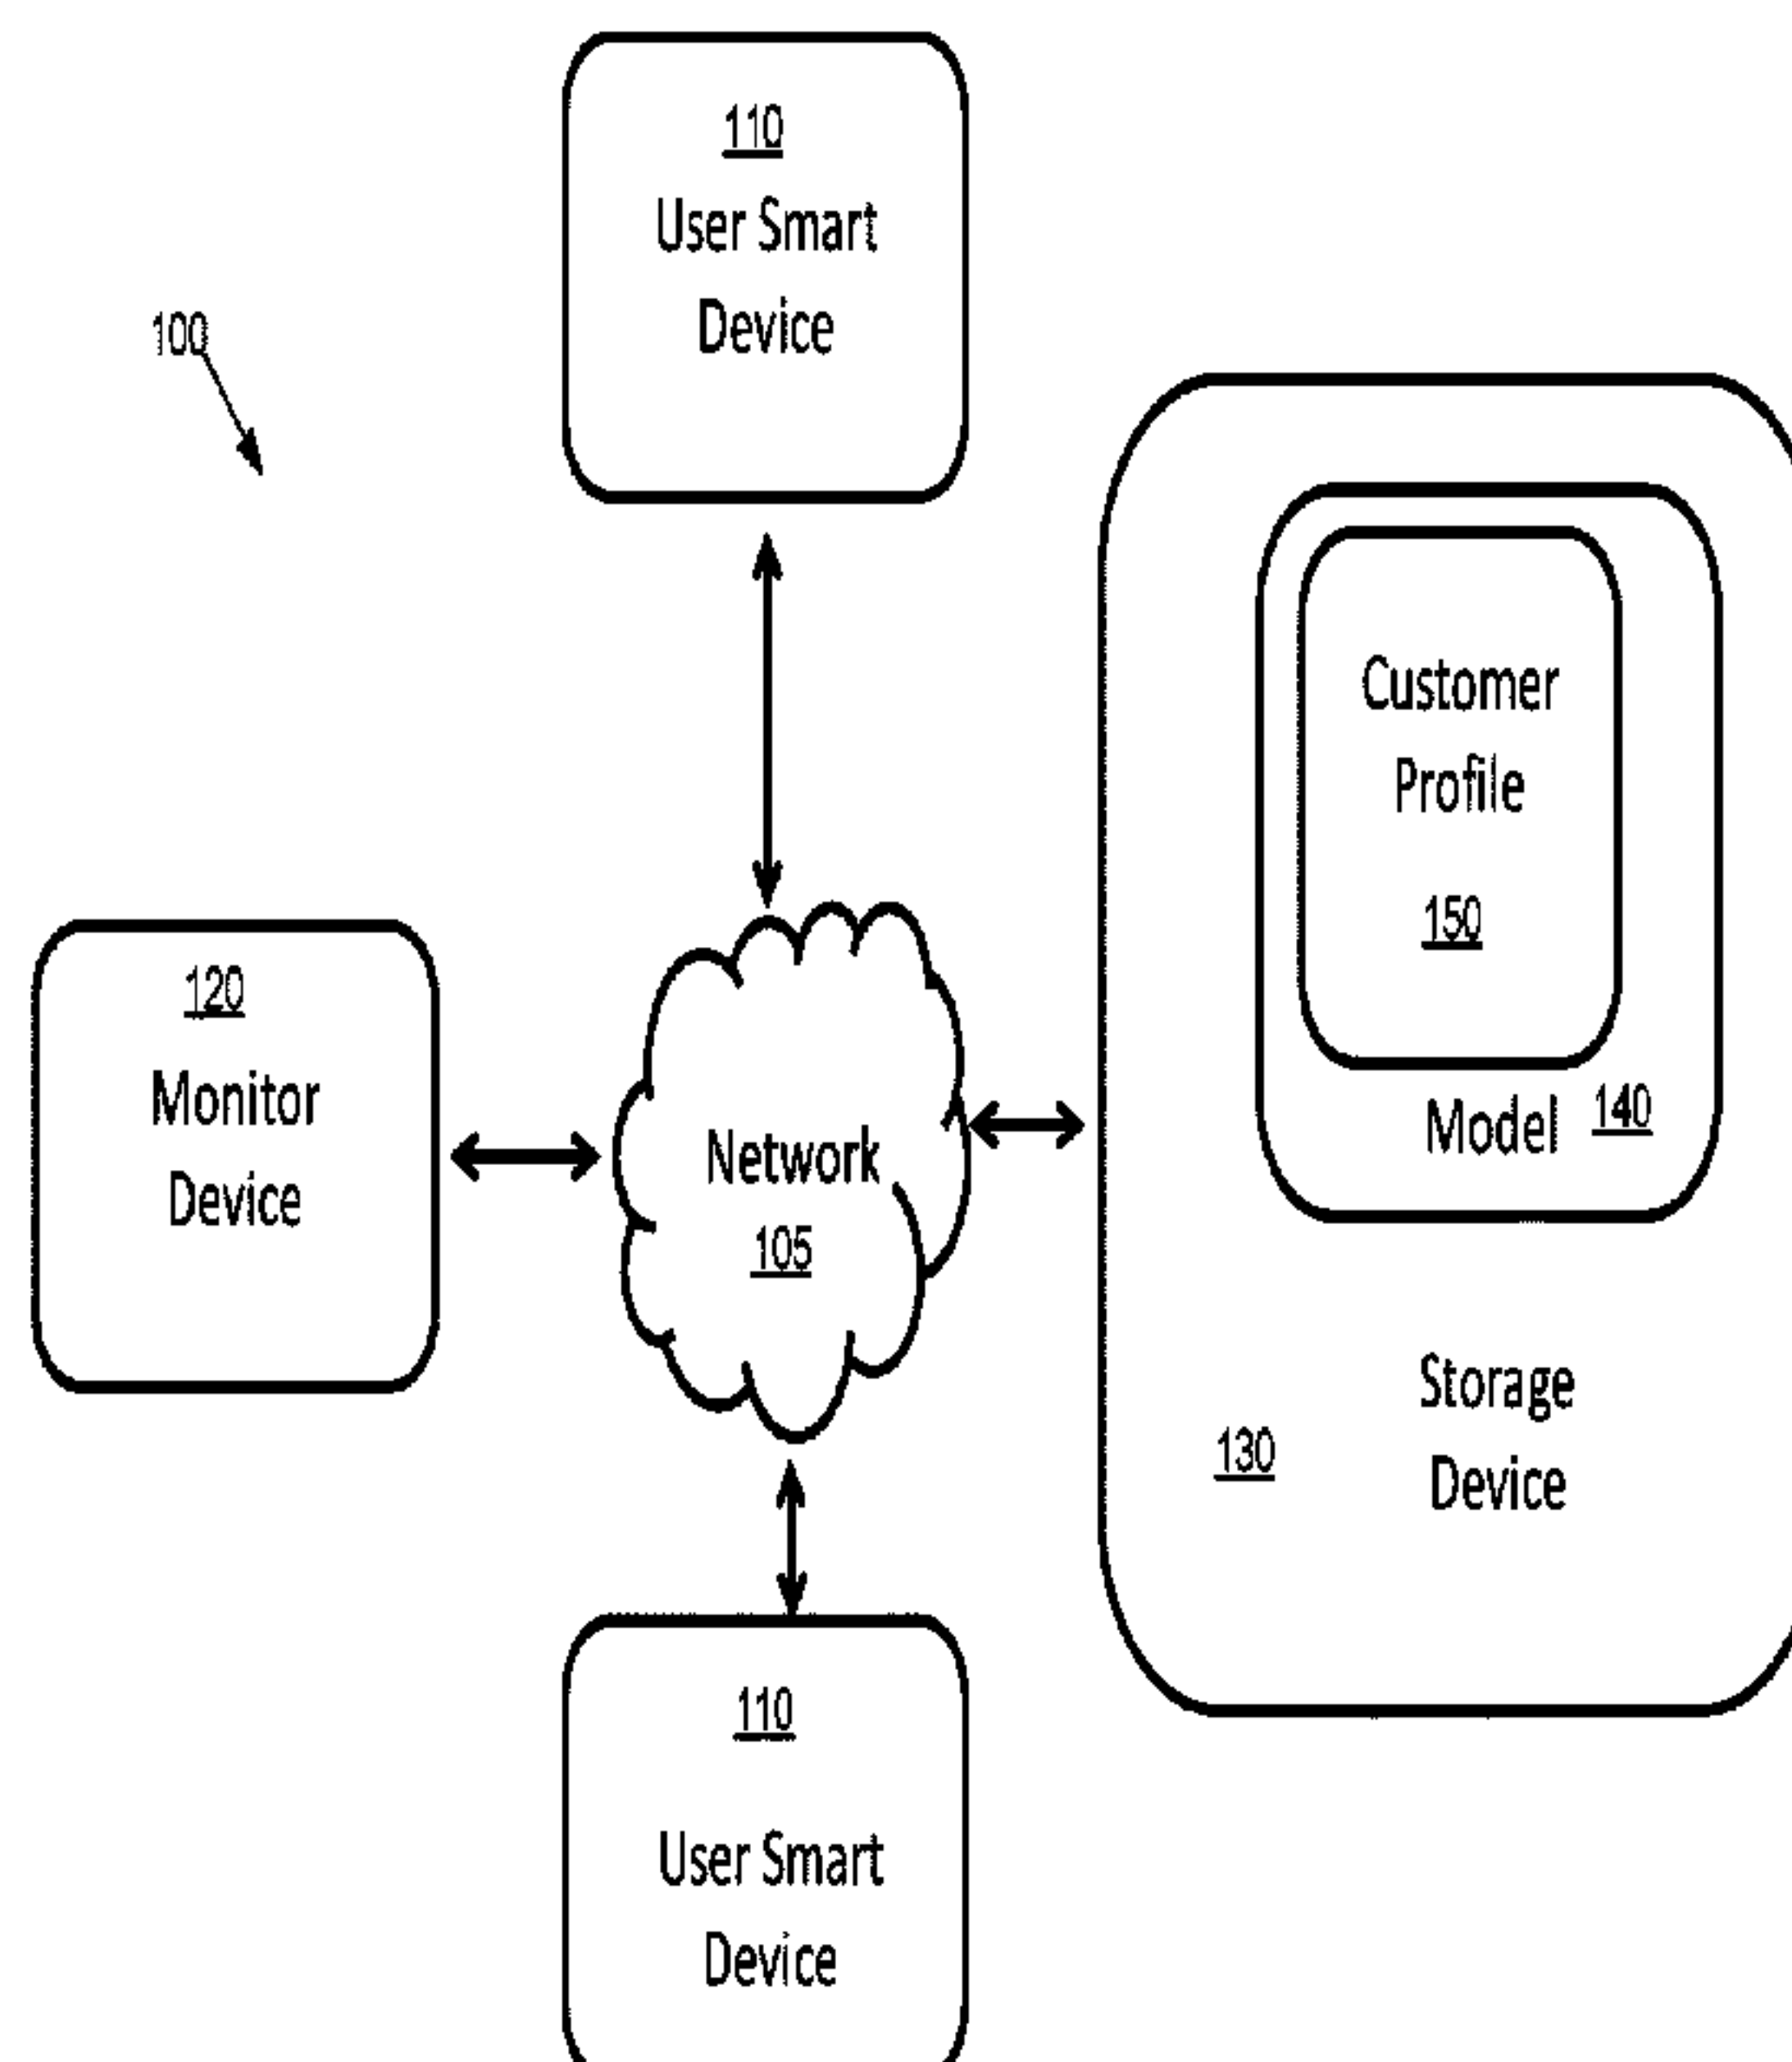 110
User Smart
Device
100
Customer
Profile
150
Model 140
120
Monitor
Device
Network
105
Storage
Device
130
110
User Smart
Device